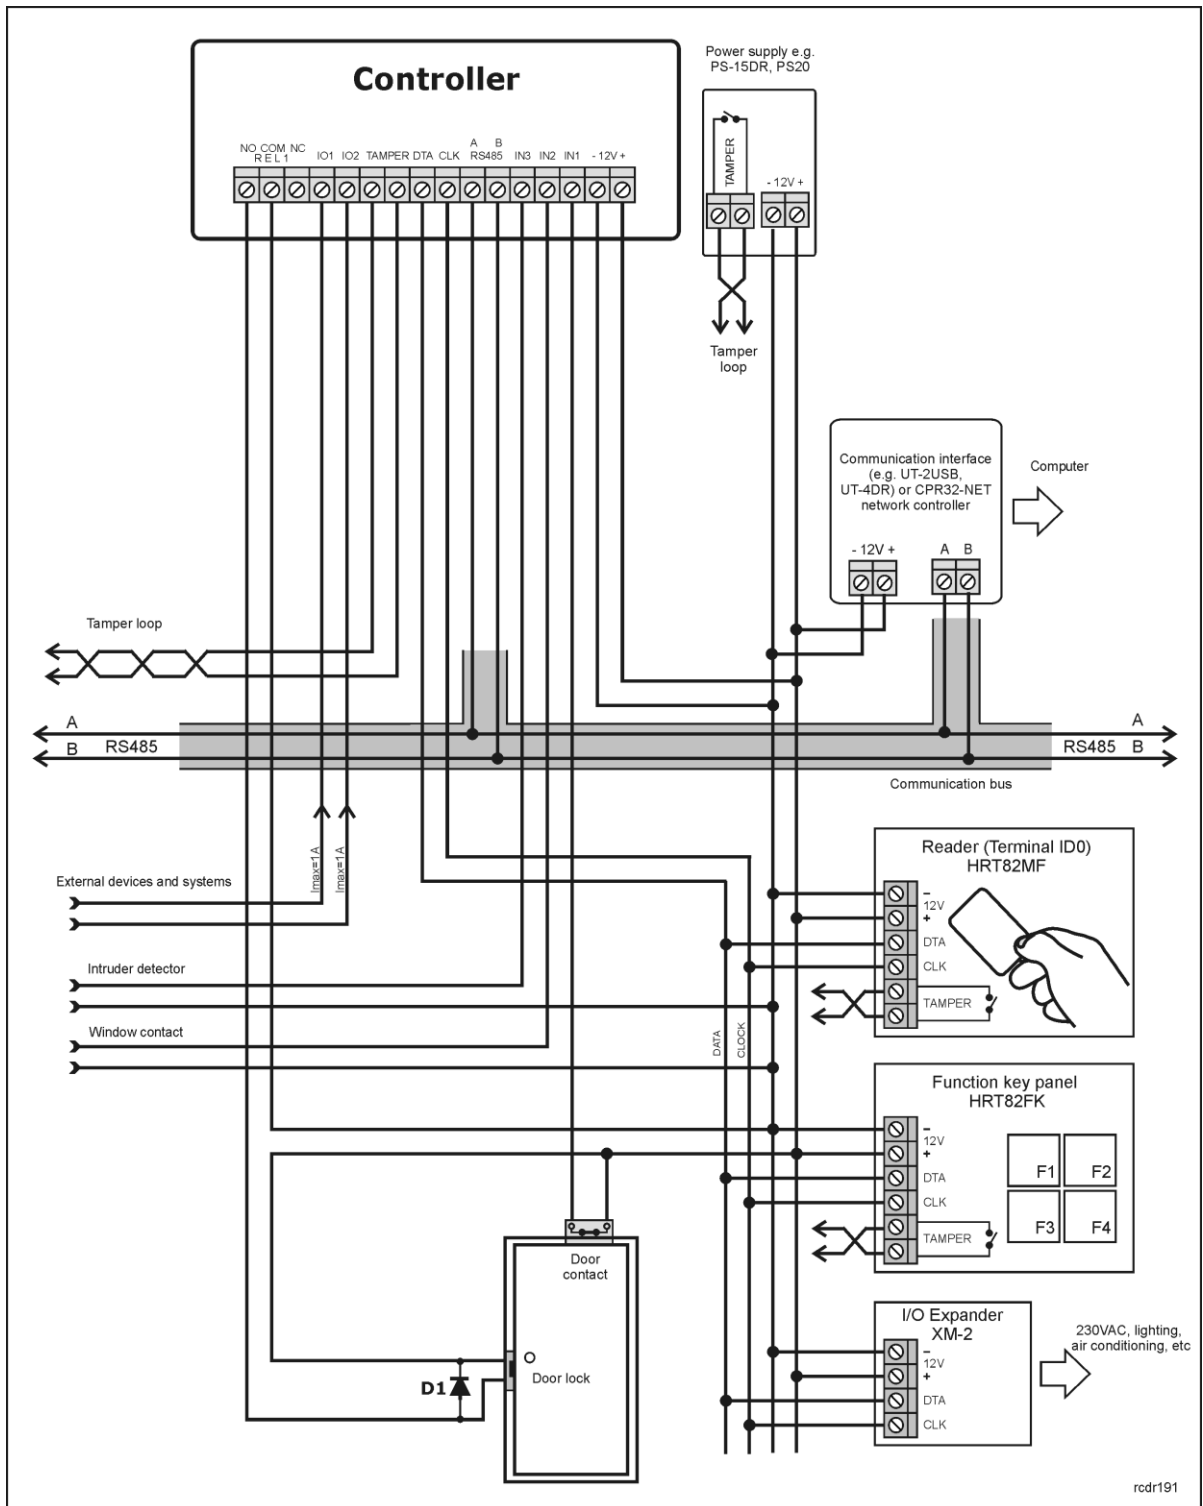 Controller
NO COM NC IO1 IO2 TAMPER DTA CLK A B IN3 IN2 IN1 - 12V +
REL1 RS485
Power supply e.g.
PS-15DR, PS20
TAMPER
- 12V +
Tamper
loop
Communication interface
(e.g. UT-2USB,
UT-4DR) or CPR32-NET
network controller
- 12V + A B
Computer
Tamper loop
A
B RS485
A
RS485 B
Communication bus
Imax=1A
Imax=1A
External devices and systems
Intruder detector
Window contact
DATA
CLOCK
Reader (Terminal ID0)
HRT82MF
-
12V
+
DTA
CLK
TAMPER
Function key panel
HRT82FK
-
12V
+
DTA
CLK
TAMPER
F1 F2
F3 F4
Door
contact
Door lock
D1
I/O Expander
XM-2
-
12V
+
DTA
CLK
230VAC, lighting,
air conditioning, etc
rcdr191